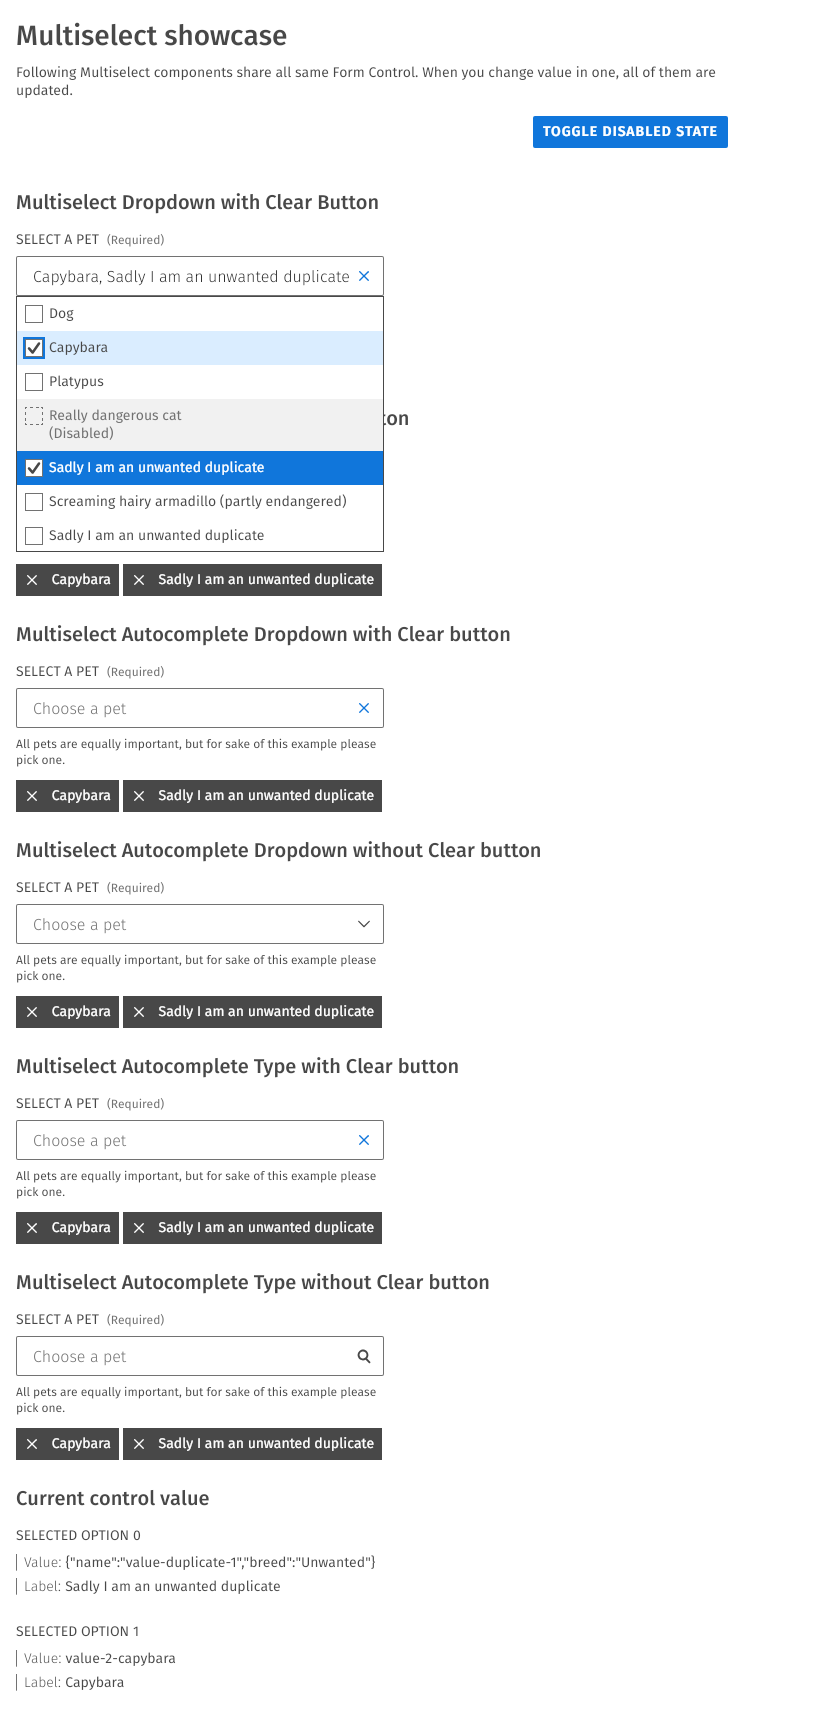 Multiselect showcase
Following Multiselect components share all same Form Control. When you change value in one, all of them are
updated.
TOGGLE DISABLED STATE
Multiselect Dropdown with Clear Button
SELECT A PET (Required)
Capybara, Sadly I am an unwanted duplicate
Dog
Capybara
Platypus
Really dangerous cat
(Disabled)
Sadly I am an unwanted duplicate
Screaming hairy armadillo (partly endangered)
Sadly I am an unwanted duplicate
Capybara Sadly I am an unwanted duplicate
Multiselect Autocomplete Dropdown with Clear button
SELECT A PET (Required)
Choose a pet
All pets are equally important, but for sake of this example please
pick one.
Capybara Sadly I am an unwanted duplicate
Multiselect Autocomplete Dropdown without Clear button
SELECT A PET (Required)
Choose a pet
All pets are equally important, but for sake of this example please
pick one.
Capybara Sadly I am an unwanted duplicate
Multiselect Autocomplete Type with Clear button
SELECT A PET (Required)
Choose a pet
All pets are equally important, but for sake of this example please
pick one.
Capybara Sadly I am an unwanted duplicate
Multiselect Autocomplete Type without Clear button
SELECT A PET (Required)
Choose a pet
All pets are equally important, but for sake of this example please
pick one.
Capybara Sadly I am an unwanted duplicate
Current control value
SELECTED OPTION 0
Value: {"name":"value-duplicate-1","breed":"Unwanted"}
Label: Sadly I am an unwanted duplicate
SELECTED OPTION 1
Value: value-2-capybara
Label: Capybara